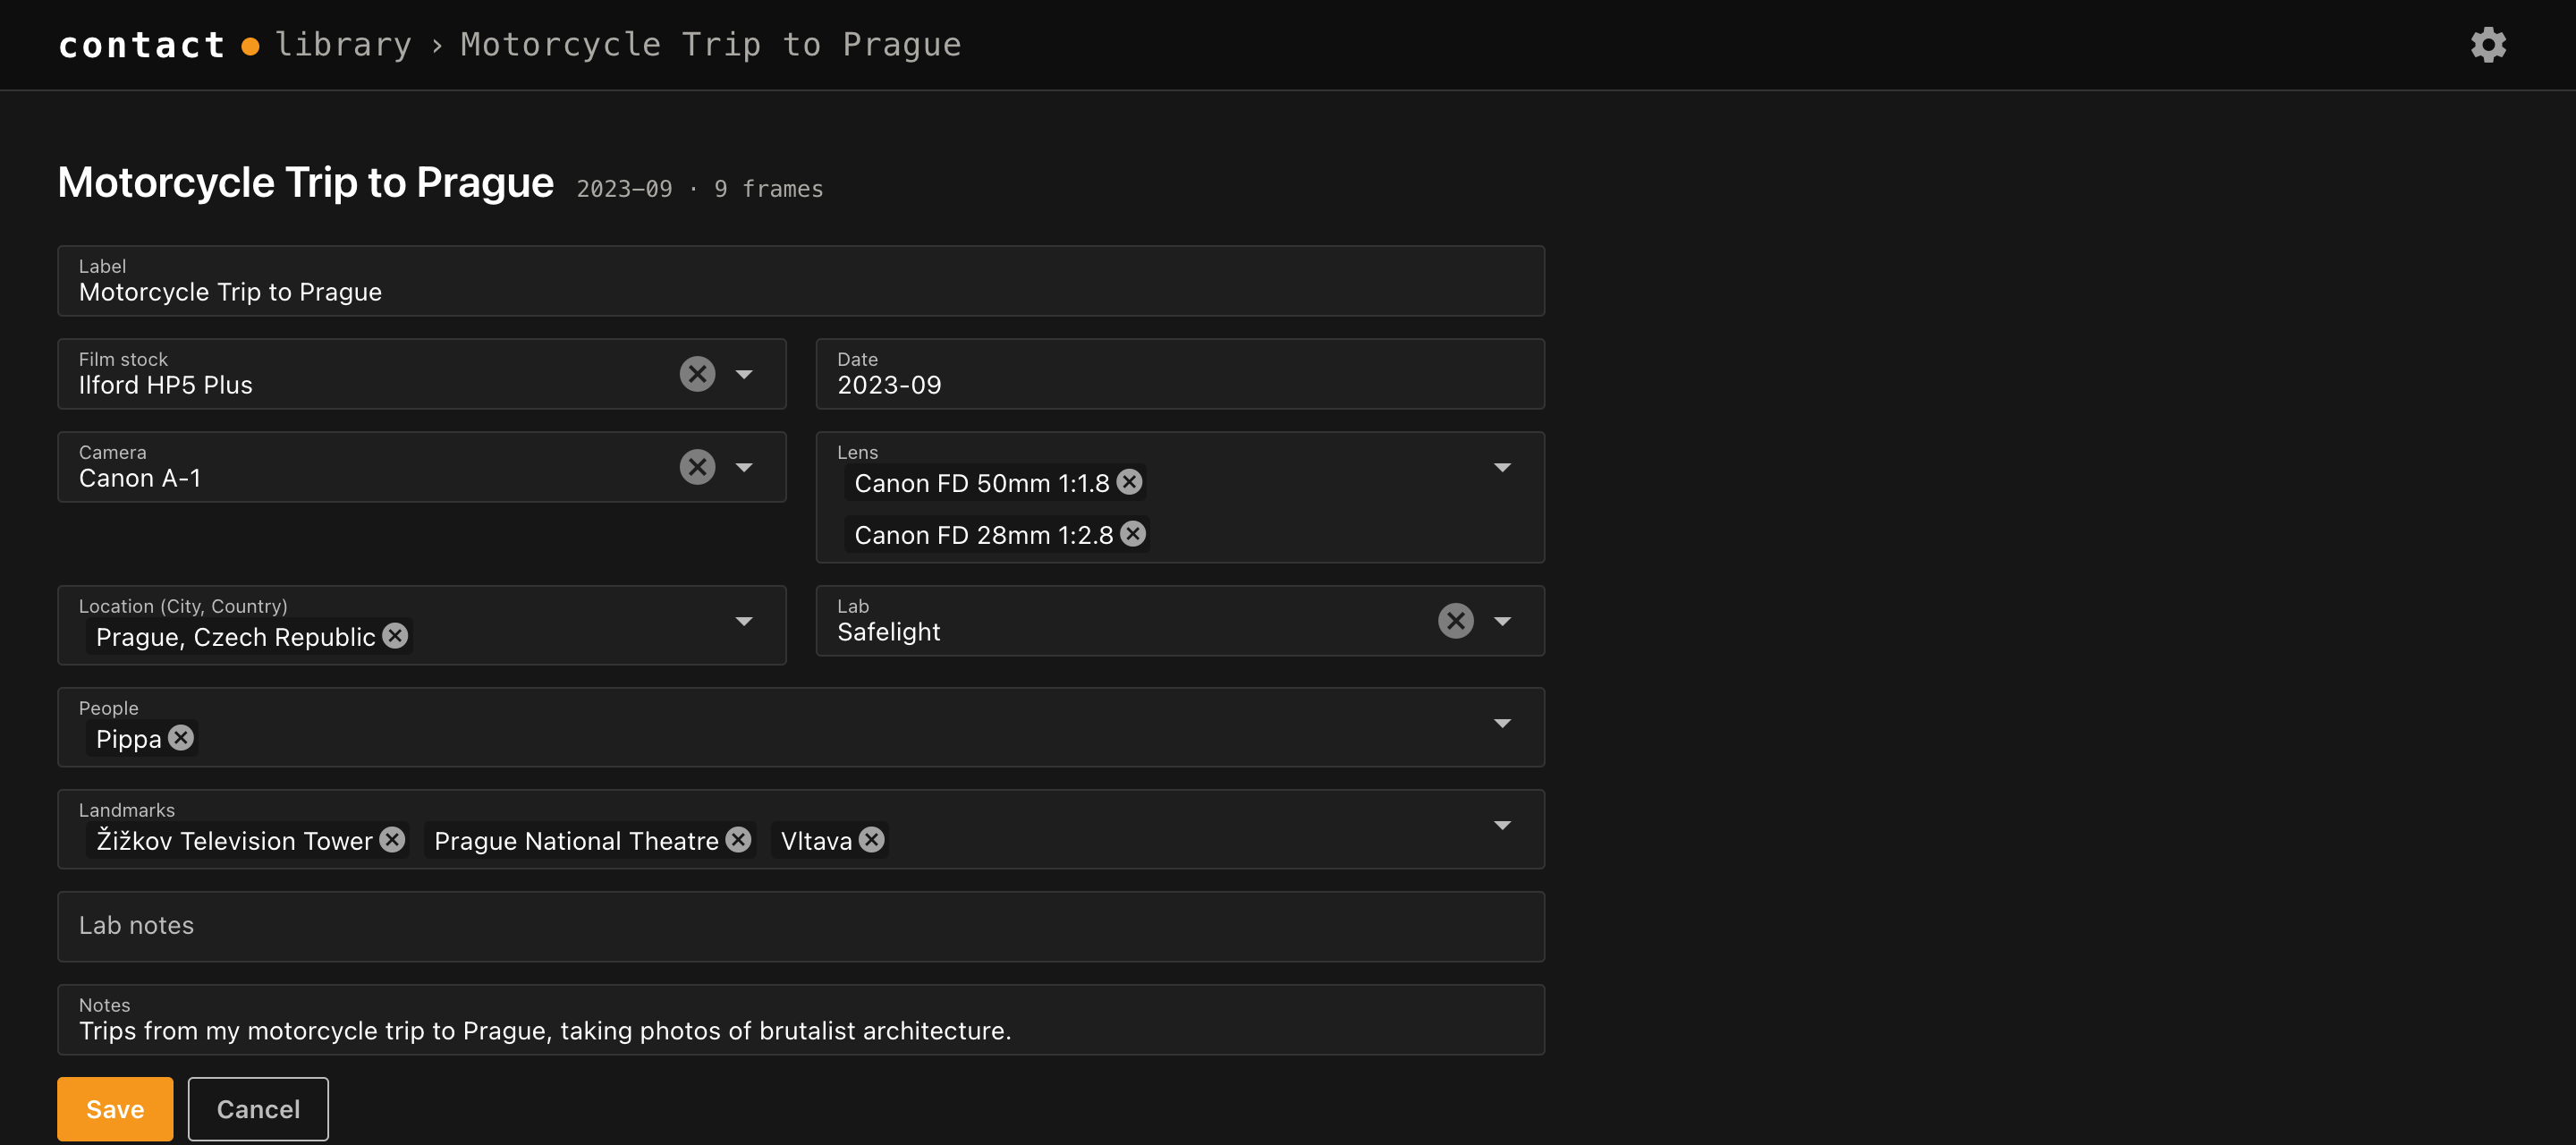 contact library › Motorcycle Trip to Prague
Motorcycle Trip to Prague 2023-09 · 9 frames
Label
Motorcycle Trip to Prague
Film stock
Ilford HP5 Plus
Date
2023-09
Camera
Canon A-1
Lens
Canon FD 50mm 1:1.8
Canon FD 28mm 1:2.8
Location (City, Country)
Prague, Czech Republic
Lab
Safelight
People
Pippa
Landmarks
Žižkov Television Tower Prague National Theatre Vltava
Lab notes
Notes
Trips from my motorcycle trip to Prague, taking photos of brutalist architecture.
Save Cancel